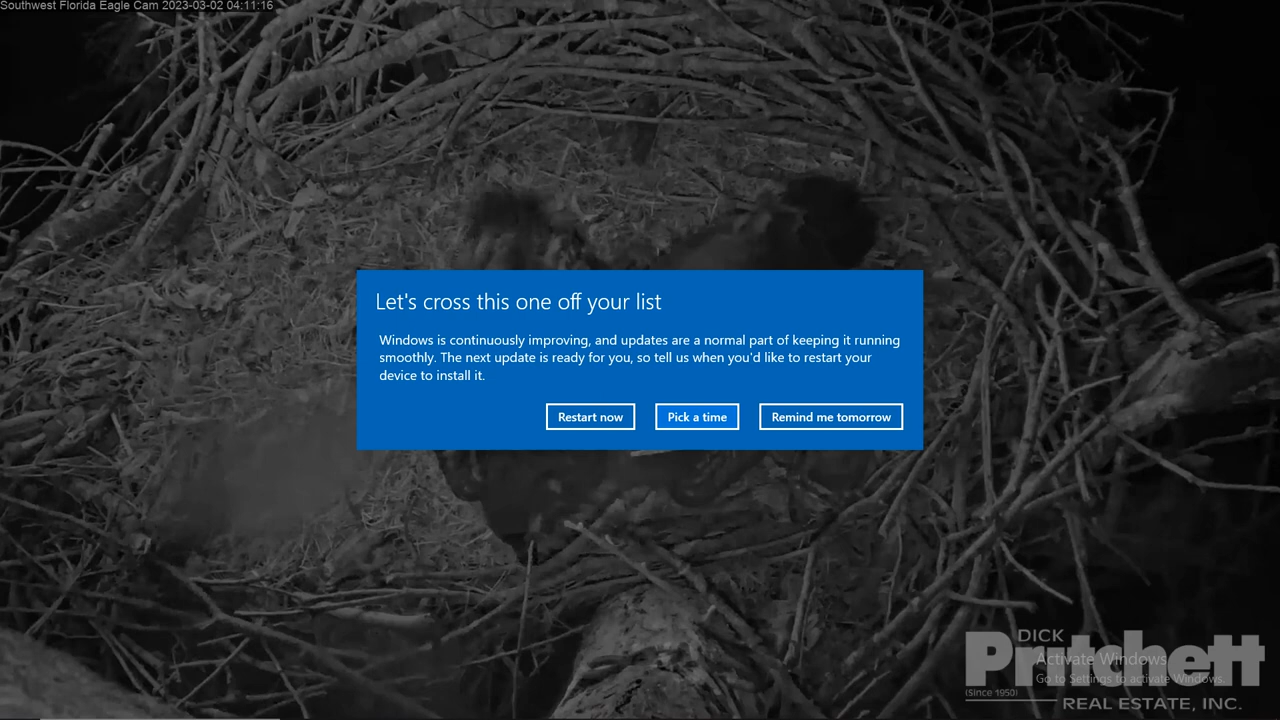 Southwest Florida Eagle Cam 2023-03-02 04:11:16
Let's cross this one off your list
Windows is continuously improving, and updates are a normal part of keeping it running
smoothly. The next update is ready for you, so tell us when you'd like to restart your
device to install it.
Restart now
Pick a time
Remind me tomorrow
DICK
Pritchett
Activate Windows
Go to Settings to activate Windows.
(Since 1950)
REAL ESTATE, INC.